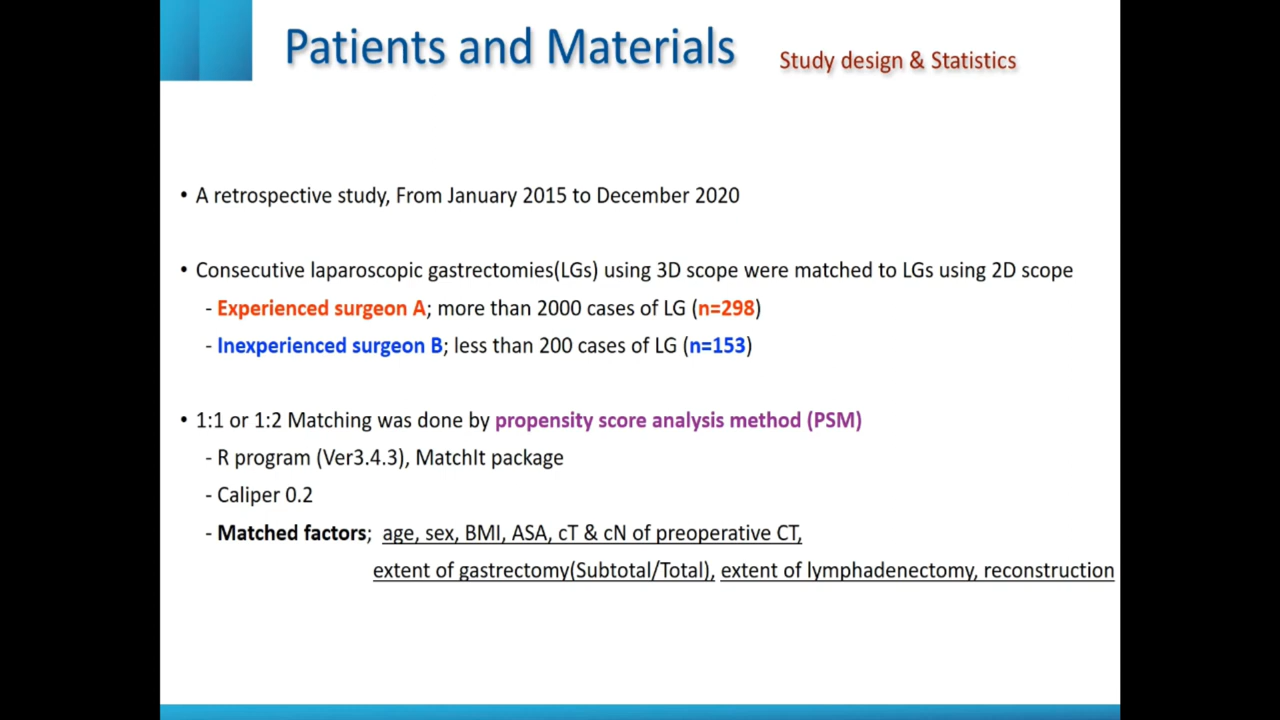 Patients and Materials
Study design & Statistics
• A retrospective study, From January 2015 to December 2020
• Consecutive laparoscopic gastrectomies(LGs) using 3D scope were matched to LGs using 2D scope
- Experienced surgeon A; more than 2000 cases of LG (n=298)
- Inexperienced surgeon B; less than 200 cases of LG (n=153)
• 1:1 or 1:2 Matching was done by propensity score analysis method (PSM)
- R program (Ver3.4.3), MatchIt package
- Caliper 0.2
- Matched factors; age, sex, BMI, ASA, cT & cN of preoperative CT,
extent of gastrectomy(Subtotal/Total), extent of lymphadenectomy, reconstruction